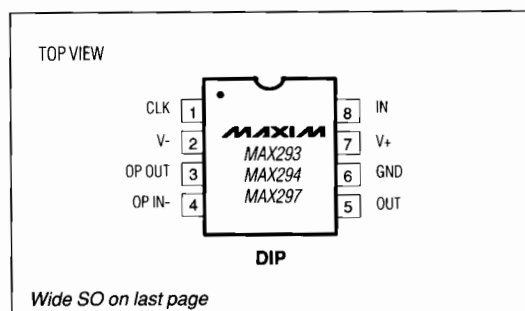 TOP VIEW
CLK 1
V- 2
OP OUT 3
OP IN- 4
MAXIM
MAX293
MAX294
MAX297
8 IN
7 V+
6 GND
5 OUT
DIP
Wide SO on last page